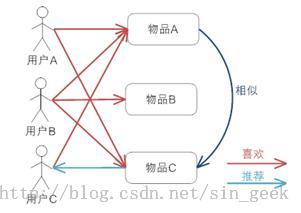 物品A
用户A
相似
物品B
用户B
喜欢
物品C
推荐
用户C
http://blog.csdn.net/sin_geek